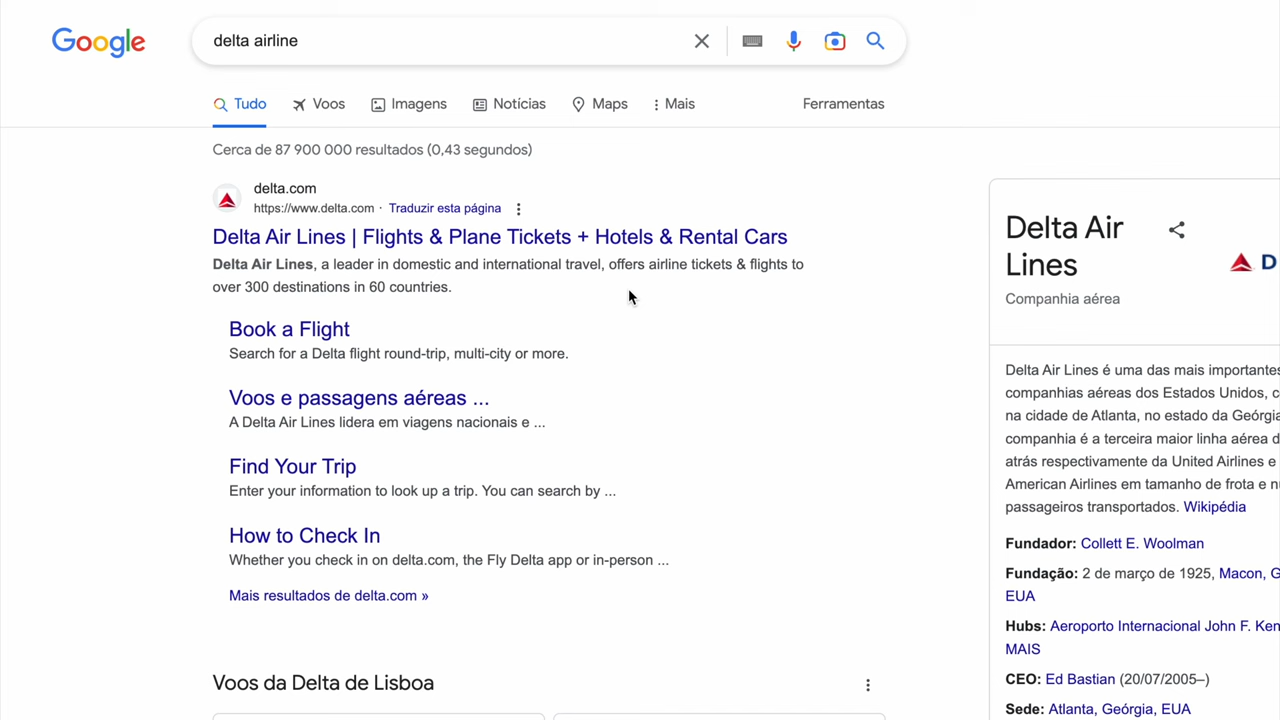 Google
delta airline
Tudo
Voos
Imagens
Notícias
Maps
Mais
Ferramentas
Cerca de 87 900 000 resultados (0,43 segundos)
delta.com
https://www.delta.com · Traduzir esta página
Delta Air Lines | Flights & Plane Tickets + Hotels & Rental Cars
Delta Air Lines, a leader in domestic and international travel, offers airline tickets & flights to
over 300 destinations in 60 countries.
Book a Flight
Search for a Delta flight round-trip, multi-city or more.
Voos e passagens aéreas ...
A Delta Air Lines lidera em viagens nacionais e ...
Find Your Trip
Enter your information to look up a trip. You can search by ...
How to Check In
Whether you check in on delta.com, the Fly Delta app or in-person ...
Mais resultados de delta.com »
Voos da Delta de Lisboa
Delta Air
Lines
D
Companhia aérea
Delta Air Lines é uma das mais importantes
companhias aéreas dos Estados Unidos, c
na cidade de Atlanta, no estado da Geórgia
companhia é a terceira maior linha aérea d
atrás respectivamente da United Airlines e
American Airlines em tamanho de frota e n
passageiros transportados. Wikipédia
Fundador: Collett E. Woolman
Fundação: 2 de março de 1925, Macon, G
EUA
Hubs: Aeroporto Internacional John F. Ken
MAIS
CEO: Ed Bastian (20/07/2005–)
Sede: Atlanta, Geórgia, EUA